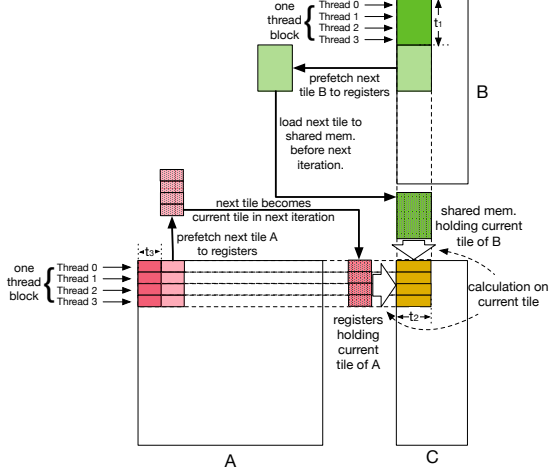 one
thread
block
Thread 0
Thread 1
Thread 2
Thread 3
t1
prefetch next
tile B to registers
B
load next tile to
shared mem.
before next
iteration.
next tile becomes
current tile in next iteration
shared mem.
holding current
tile of B
prefetch next tile A
to registers
t3
one
thread
block
Thread 0
Thread 1
Thread 2
Thread 3
calculation on
current tile
t2
registers
holding
current
tile of A
A
C